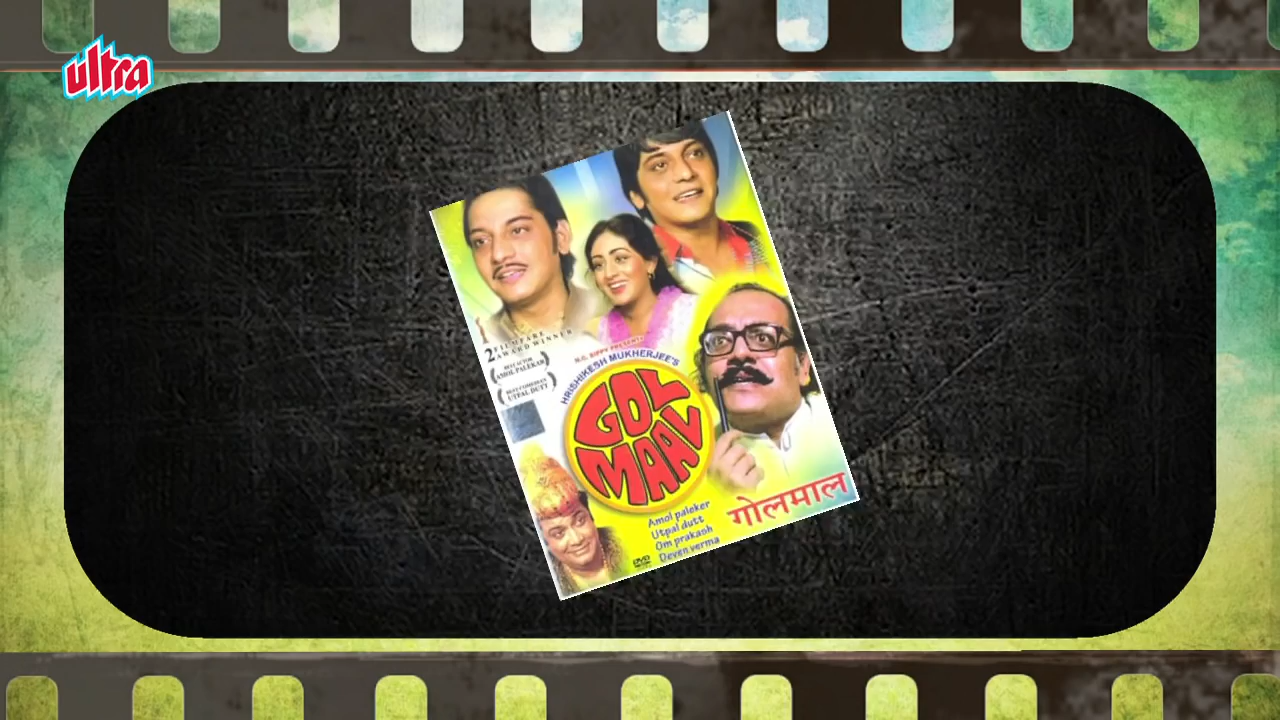 ultra
2 FILMFARE
AWARD WINNER
BEST ACTOR
AMOL PALEKAR
BEST COMEDIAN
UTPAL DUTT
N.C. SIPPY PRESENTS
HRISHIKESH MUKHERJEE'S
GOL
MAAL
Amol paleker
Utpal dutt
Om prakash
Deven verma
DVD
गोलमाल